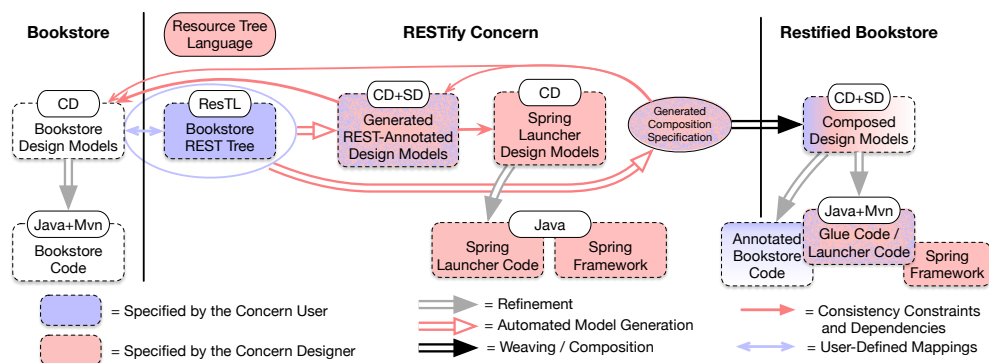 Bookstore
Resource Tree
Language
RESTify Concern
Restified Bookstore
CD
Bookstore
Design Models
ResTL
Bookstore
REST Tree
CD+SD
Generated
REST-Annotated
Design Models
CD
Spring
Launcher
Design Models
Generated
Composition
Specification
CD+SD
Composed
Design Models
Java+Mvn
Bookstore
Code
Java
Spring
Launcher Code
Spring
Framework
Annotated
Bookstore
Code
Java+Mvn
Glue Code /
Launcher Code
Spring
Framework
= Specified by the Concern User
= Specified by the Concern Designer
= Refinement
= Automated Model Generation
= Weaving / Composition
= Consistency Constraints
and Dependencies
= User-Defined Mappings